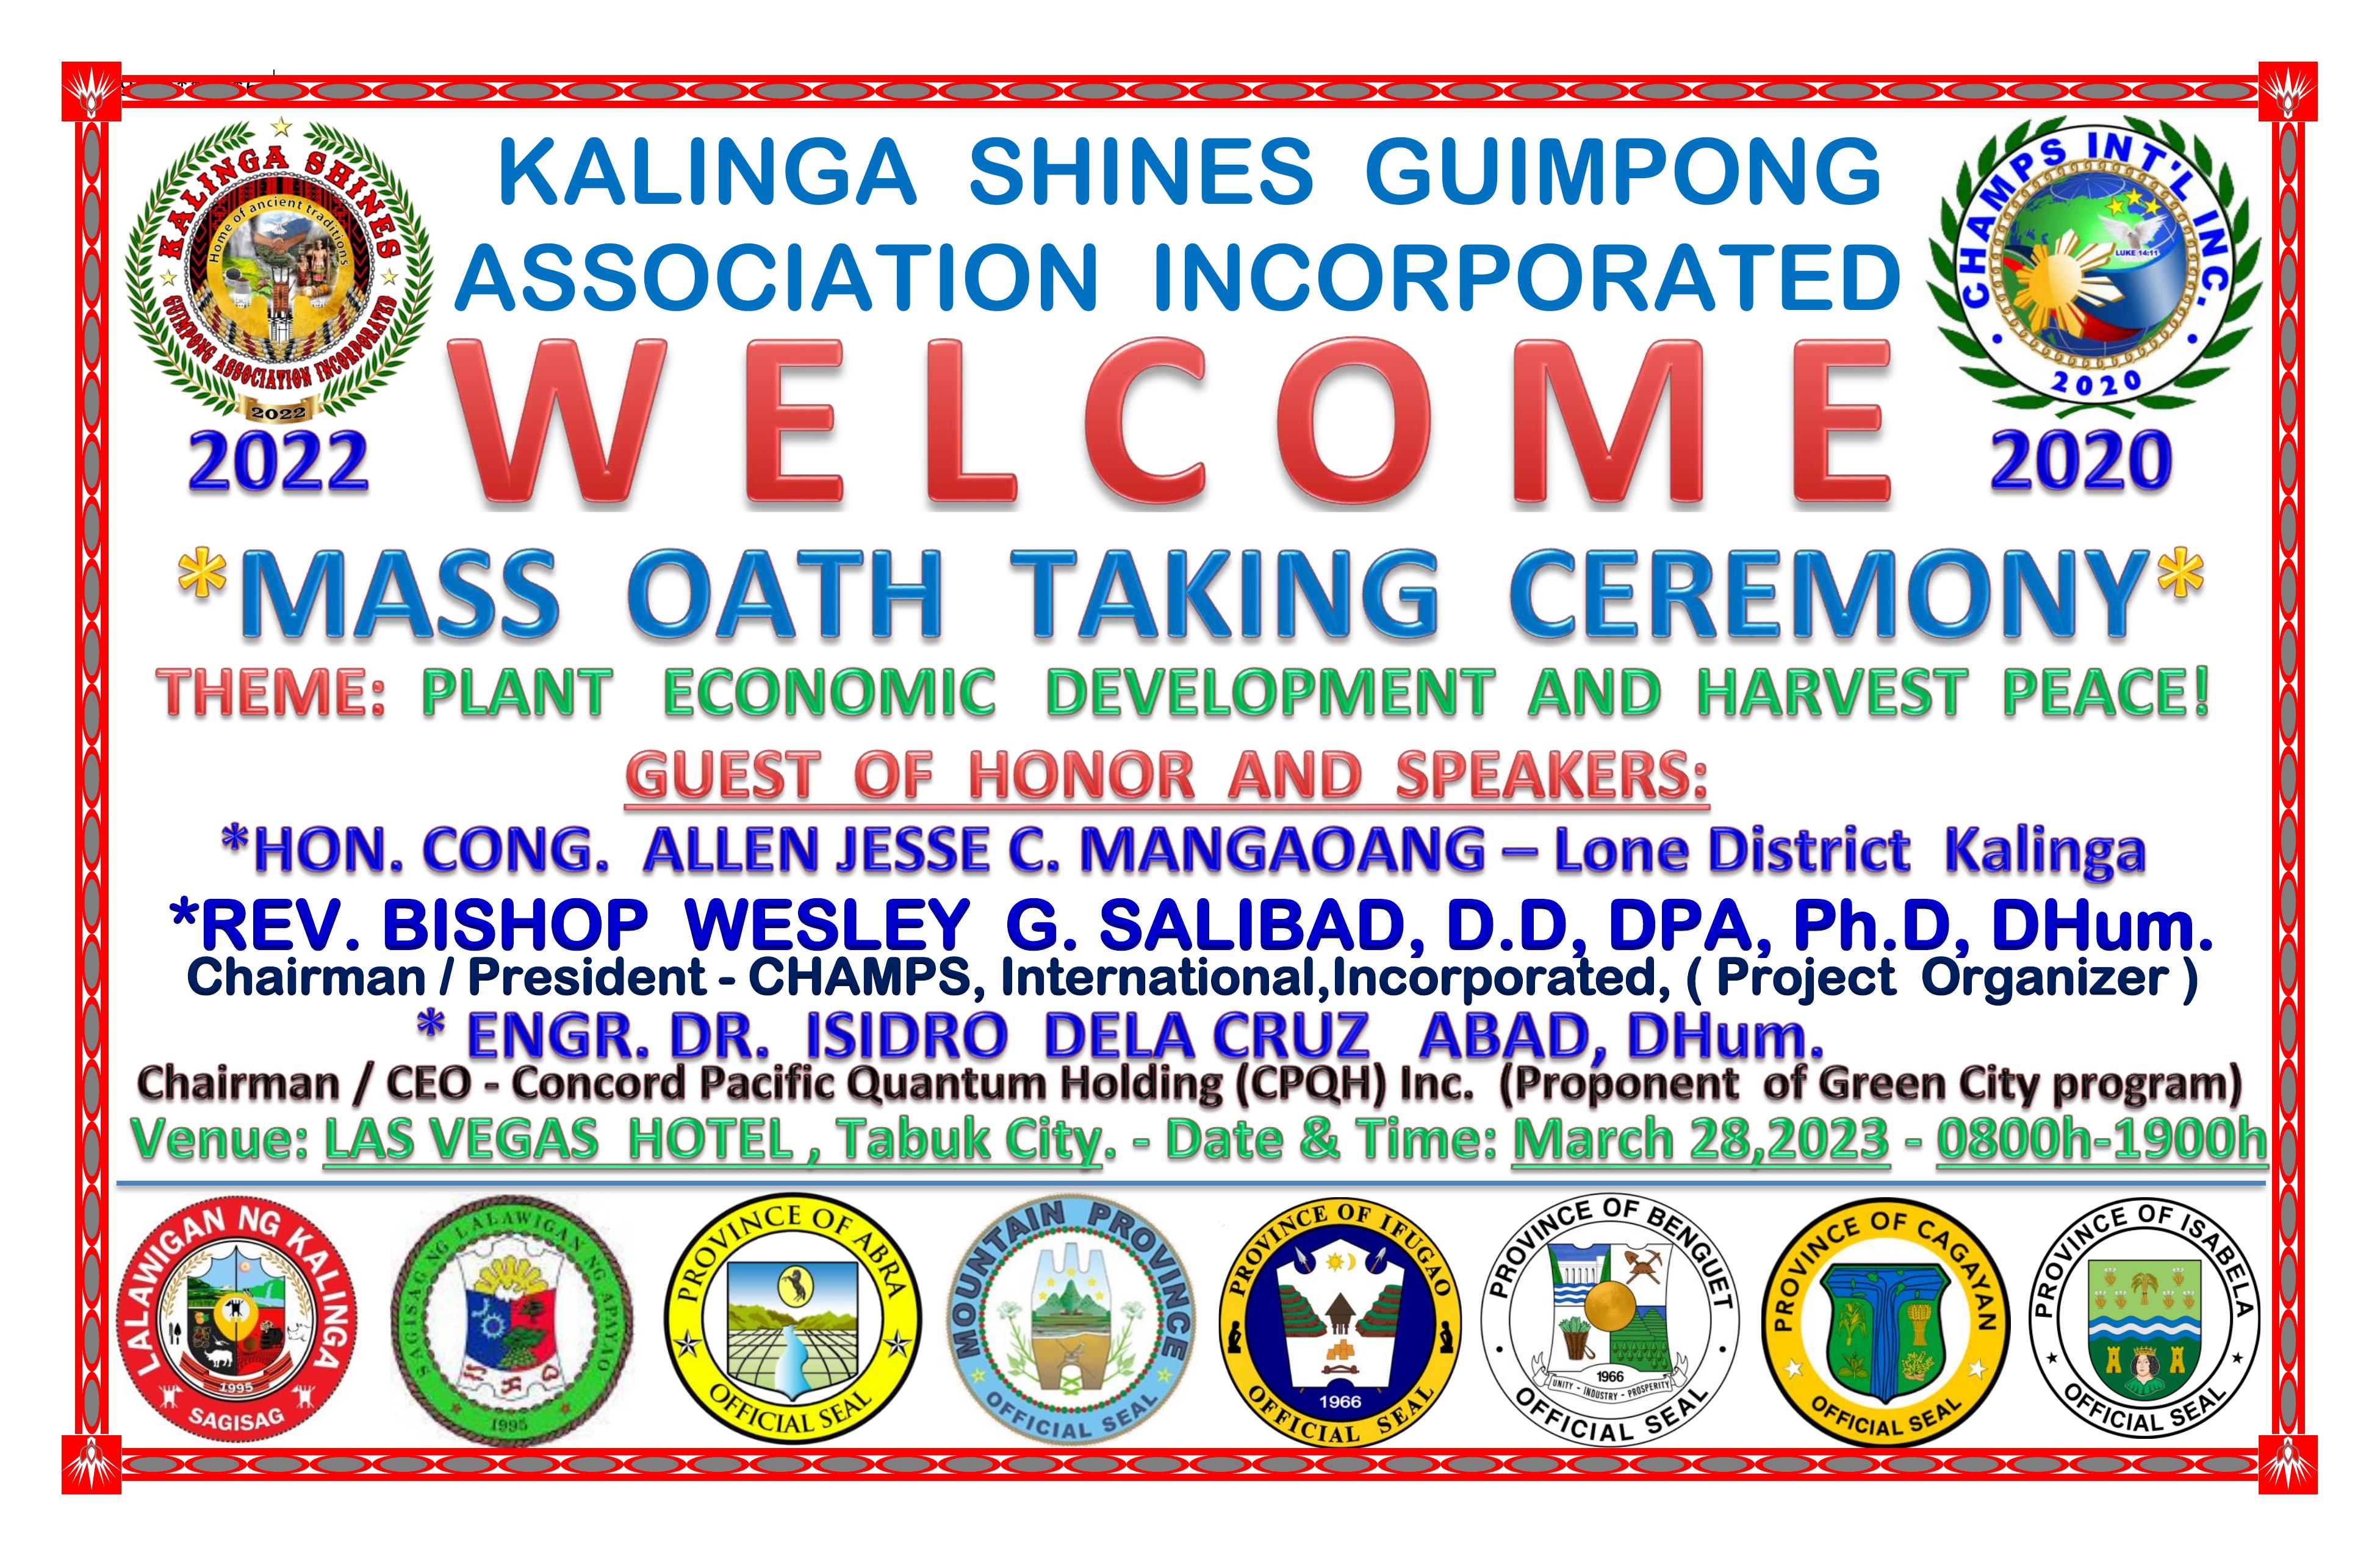 KALINGA SHINES GUIMPONG
ASSOCIATION INCORPORATED
KALINGA SHINES
Home of ancient traditions
GUIMPONG ASSOCIATION INCORPORATED
2022
2022
CHAMPS INT'L INC.
LUKE 14:11
2020
2020
WELCOME
*MASS OATH TAKING CEREMONY*
THEME: PLANT ECONOMIC DEVELOPMENT AND HARVEST PEACE!
GUEST OF HONOR AND SPEAKERS:
*HON. CONG. ALLEN JESSE C. MANGAOANG – Lone District Kalinga
*REV. BISHOP WESLEY G. SALIBAD, D.D, DPA, Ph.D, DHum.
Chairman / President - CHAMPS, International,Incorporated, ( Project Organizer )
* ENGR. DR. ISIDRO DELA CRUZ ABAD, DHum.
Chairman / CEO - Concord Pacific Quantum Holding (CPQH) Inc. (Proponent of Green City program)
Venue: LAS VEGAS HOTEL , Tabuk City. - Date & Time: March 28,2023 - 0800h-1900h
LALAWIGAN NG KALINGA
1995
SAGISAG
SAGISAG NG LALAWIGAN NG APAYAO
1995
PROVINCE OF ABRA
OFFICIAL SEAL
MOUNTAIN PROVINCE
OFFICIAL SEAL
PROVINCE OF IFUGAO
1966
OFFICIAL SEAL
PROVINCE OF BENGUET
1966
UNITY - INDUSTRY - PROSPERITY
OFFICIAL SEAL
PROVINCE OF CAGAYAN
OFFICIAL SEAL
PROVINCE OF ISABELA
OFFICIAL SEAL